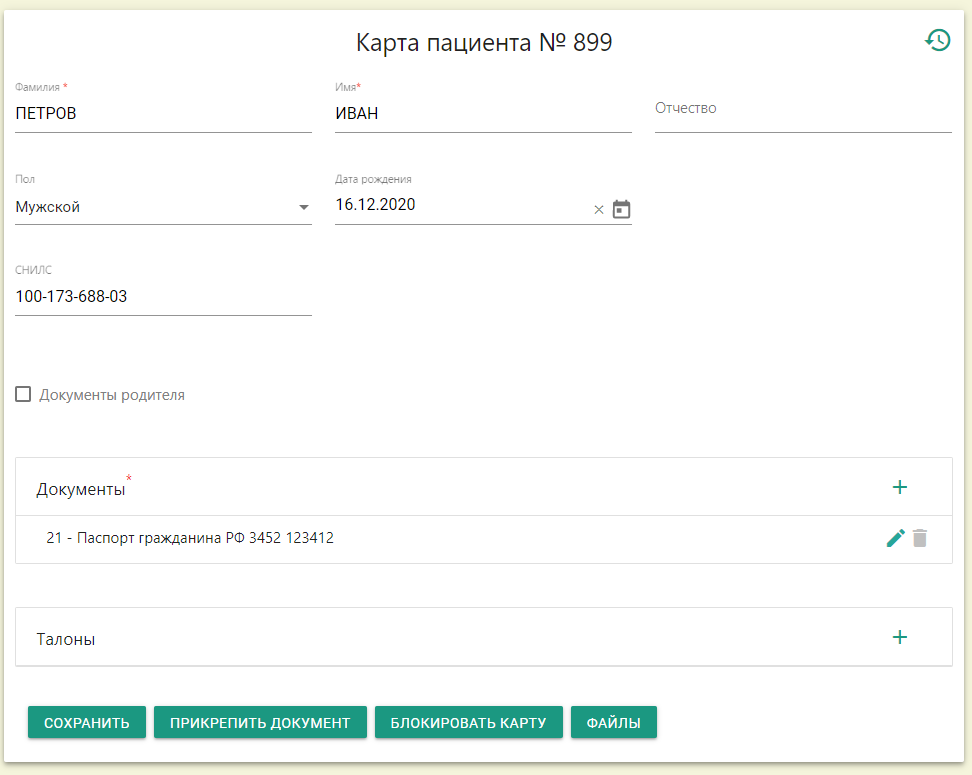 Карта пациента № 899
Фамилия * Имя*
ПЕТРОВ ИВАН Отчество
Пол Дата рождения
Мужской 16.12.2020
СНИЛС
100-173-688-03
Документы родителя
Документы*
21 - Паспорт гражданина РФ 3452 123412
Талоны
СОХРАНИТЬ ПРИКРЕПИТЬ ДОКУМЕНТ БЛОКИРОВАТЬ КАРТУ ФАЙЛЫ